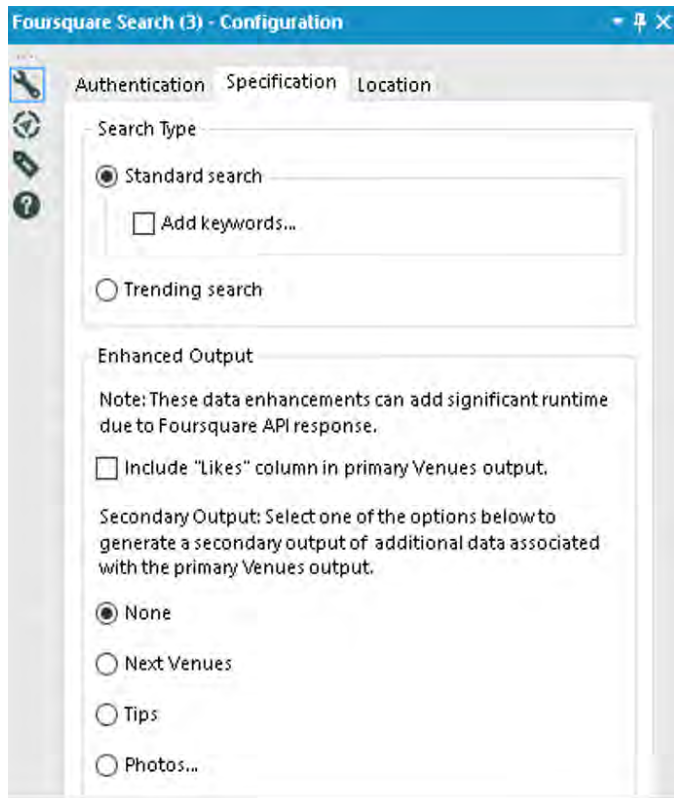 Foursquare Search (3) - Configuration
Authentication Specification Location
Search Type
Standard search
Add keywords...
Trending search
Enhanced Output
Note: These data enhancements can add significant runtime
due to Foursquare API response.
Include "Likes" column in primary Venues output.
Secondary Output: Select one of the options below to
generate a secondary output of additional data associated
with the primary Venues output.
None
Next Venues
Tips
Photos...